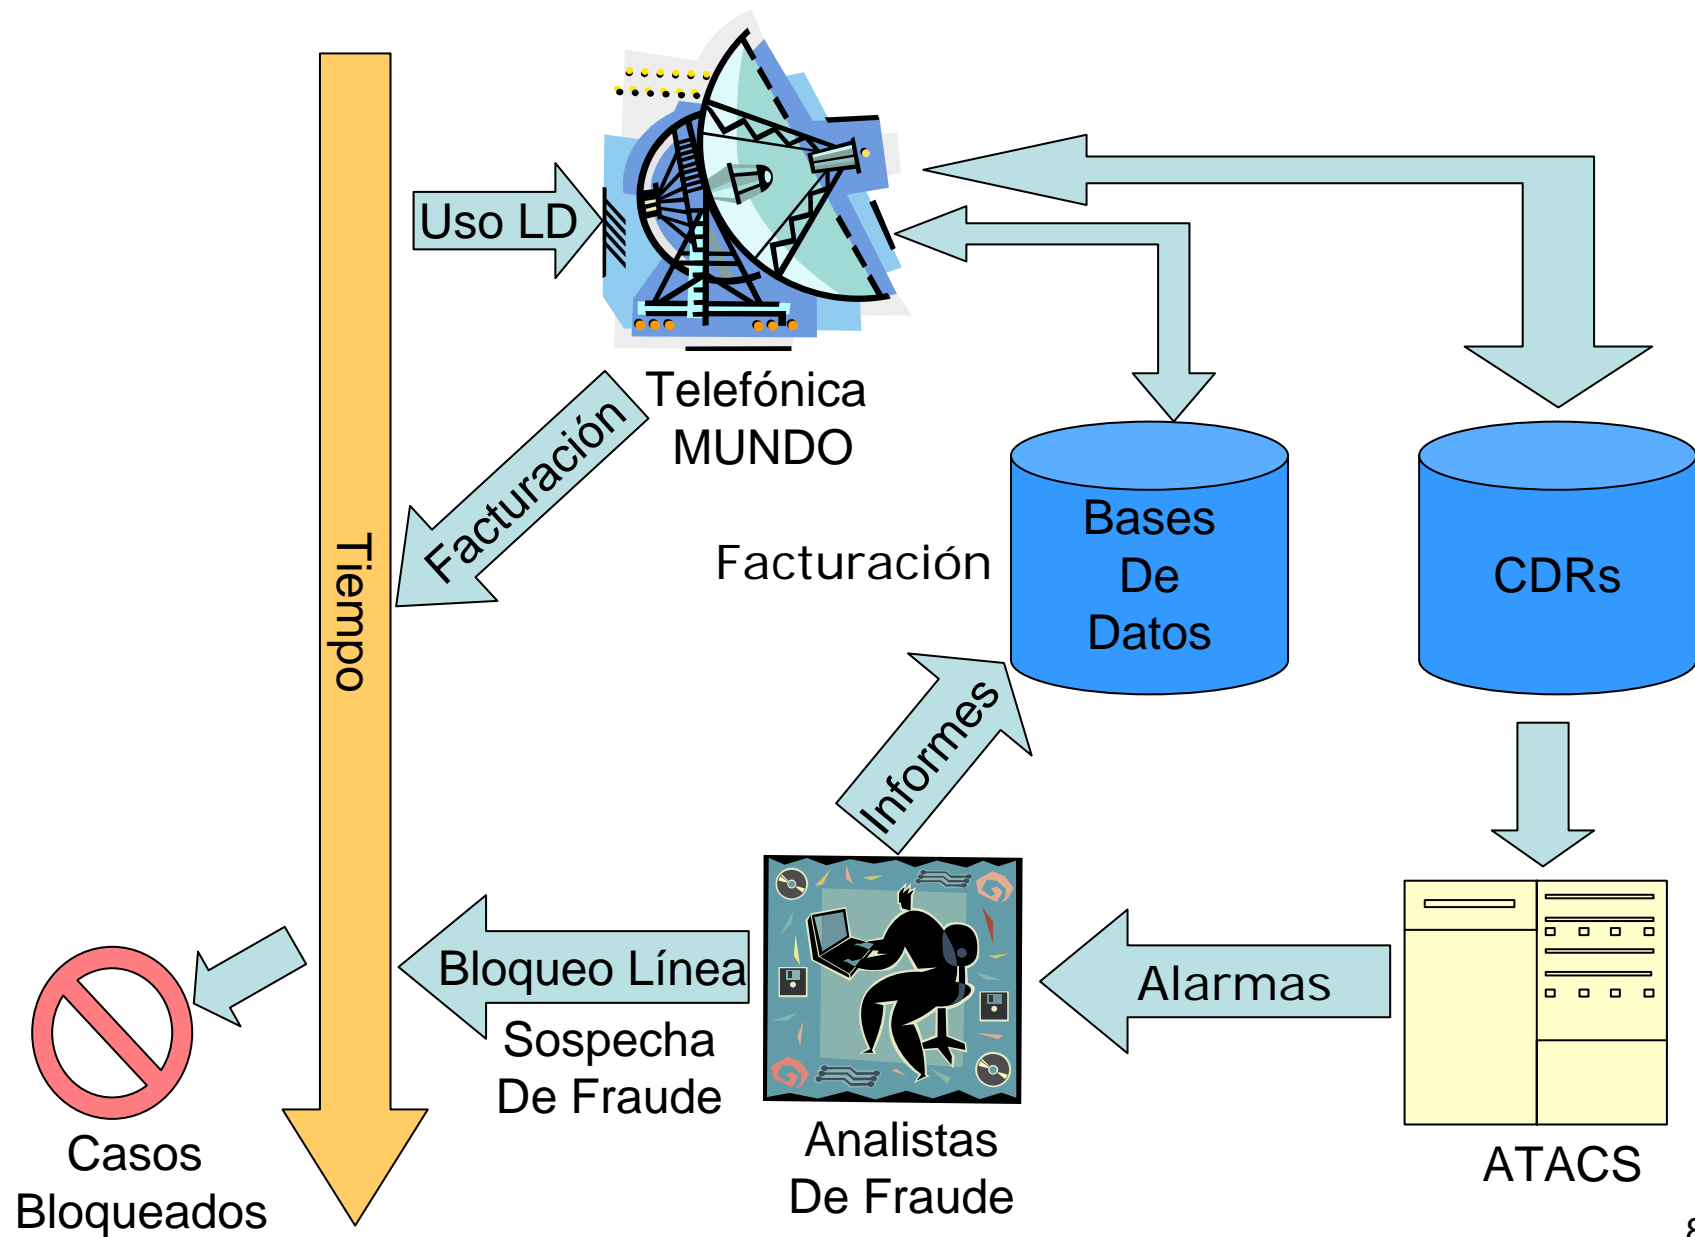 Uso LD
Telefónica
MUNDO
Facturación
Tiempo
Facturación
Bases
De
Datos
CDRs
Informes
Bloqueo Línea
Sospecha
De Fraude
Alarmas
Analistas
De Fraude
ATACS
Casos
Bloqueados